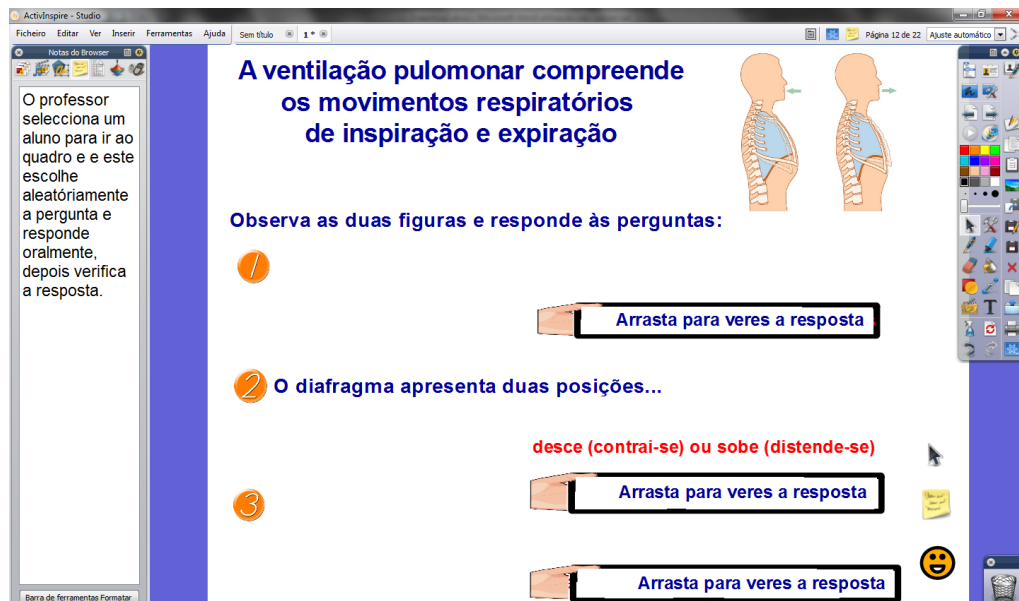 ActivInspire - Studio
Ficheiro Editar Ver Inserir Ferramentas Ajuda
Sem título 1 *
Página 12 de 22
Ajuste automático
Notas do Browser
O professor
selecciona um
aluno para ir ao
quadro e e este
escolhe
aleatóriamente
a pergunta e
responde
oralmente,
depois verifica
a resposta.
Barra de ferramentas Formatar
A ventilação pulomonar compreende
os movimentos respiratórios
de inspiração e expiração
Observa as duas figuras e responde às perguntas:
1
Arrasta para veres a resposta
2 O diafragma apresenta duas posições...
desce (contrai-se) ou sobe (distende-se)
Arrasta para veres a resposta
3
Arrasta para veres a resposta